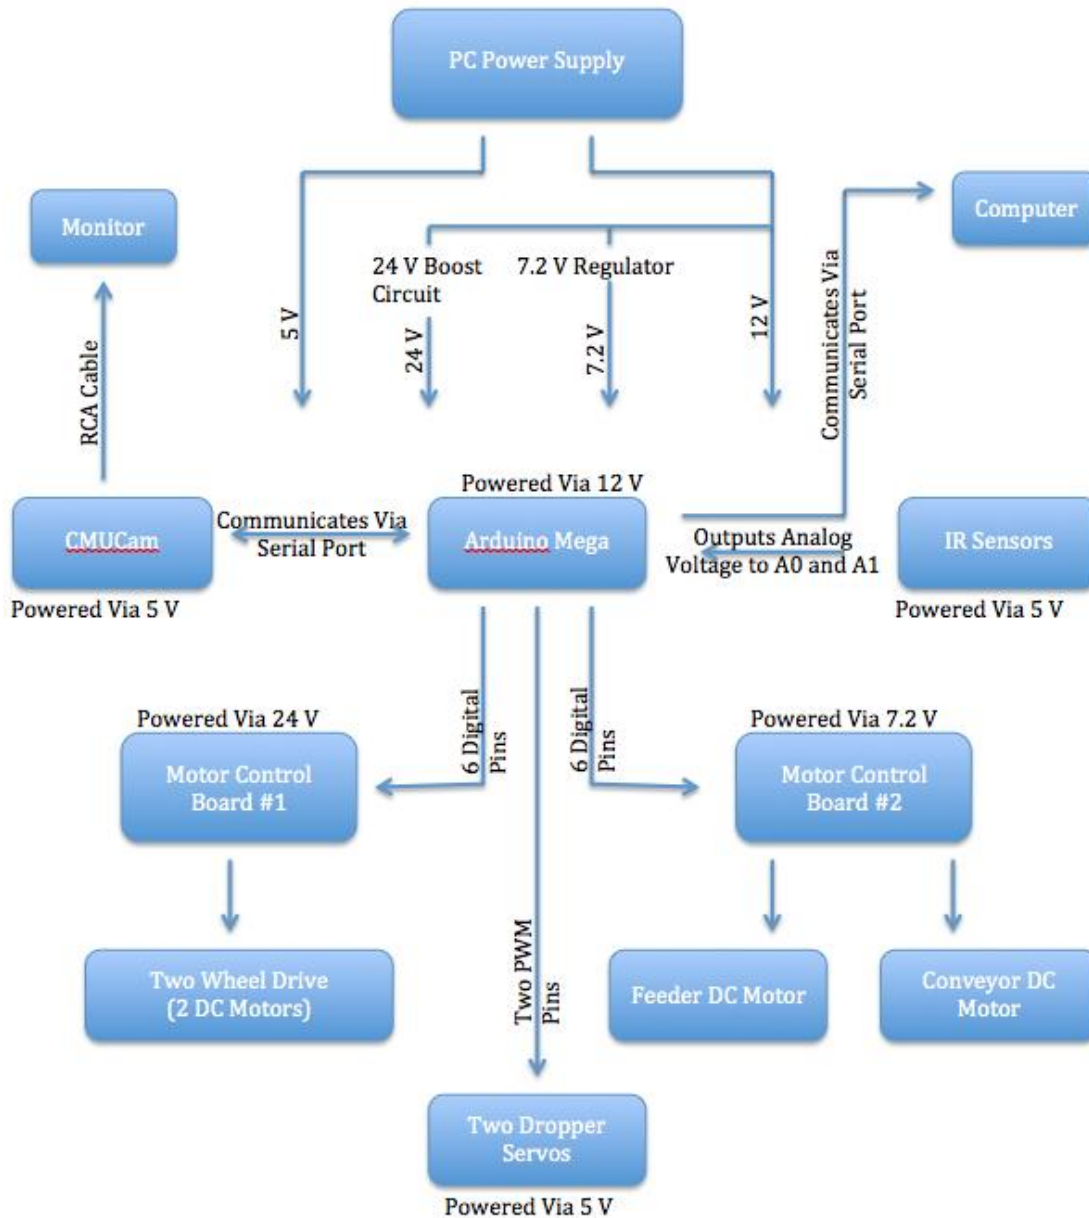 PC Power Supply
Monitor
Computer
24 V Boost
Circuit
7.2 V Regulator
5 V
24 V
7.2 V
12 V
Communicates Via
Serial Port
RCA Cable
Powered Via 12 V
CMUCam
Communicates Via
Serial Port
Arduino Mega
Outputs Analog
Voltage to A0 and A1
IR Sensors
Powered Via 5 V
Powered Via 5 V
6 Digital
Pins
6 Digital
Pins
Powered Via 24 V
Motor Control
Board #1
Powered Via 7.2 V
Motor Control
Board #2
Two PWM
Pins
Two Wheel Drive
(2 DC Motors)
Feeder DC Motor
Conveyor DC
Motor
Two Dropper
Servos
Powered Via 5 V